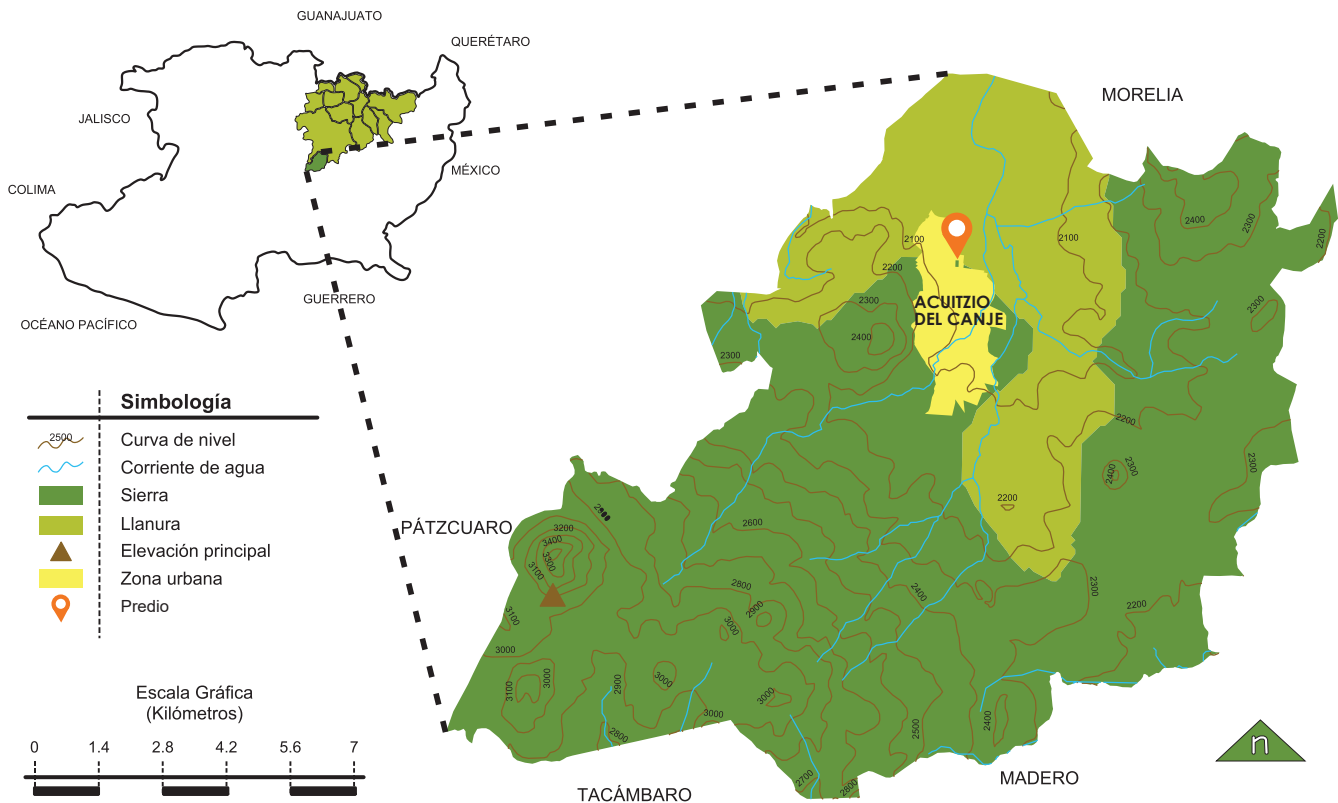 GUANAJUATO
QUERÉTARO
JALISCO
MÉXICO
COLIMA
GUERRERO
OCÉANO PACÍFICO
Simbología
2500
Curva de nivel
Corriente de agua
Sierra
Llanura
Elevación principal
Zona urbana
Predio
Escala Gráfica
(Kilómetros)
0 1.4 2.8 4.2 5.6 7
MORELIA
2400
2300
2200
2100
2100
2200
2300
2400
2300
ACUITZIO
DEL CANJE
2300
2200
2300
2400
2300
2200
PÁTZCUARO
3200
3400
3300
3100
2600
2800
2900
3000
2400
2300
2200
3100
3000
3100
3000
2900
3000
3000
3000
2800
2500
2400
2700
2800
n
TACÁMBARO
MADERO